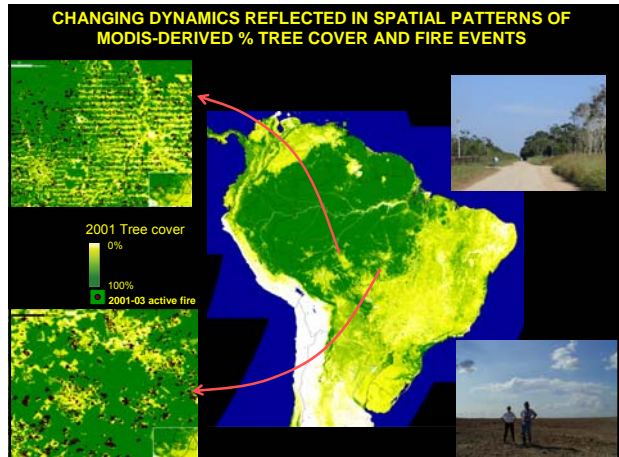 CHANGING DYNAMICS REFLECTED IN SPATIAL PATTERNS OF
MODIS-DERIVED % TREE COVER AND FIRE EVENTS
2001 Tree cover
0%
100%
2001-03 active fire